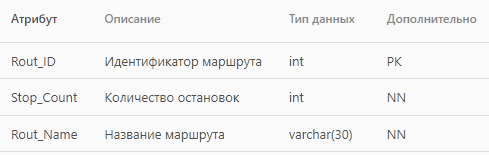 Атрибут Описание Тип данных Дополнительно
Rout_ID Идентификатор маршрута int PK
Stop_Count Количество остановок int NN
Rout_Name Название маршрута varchar(30) NN